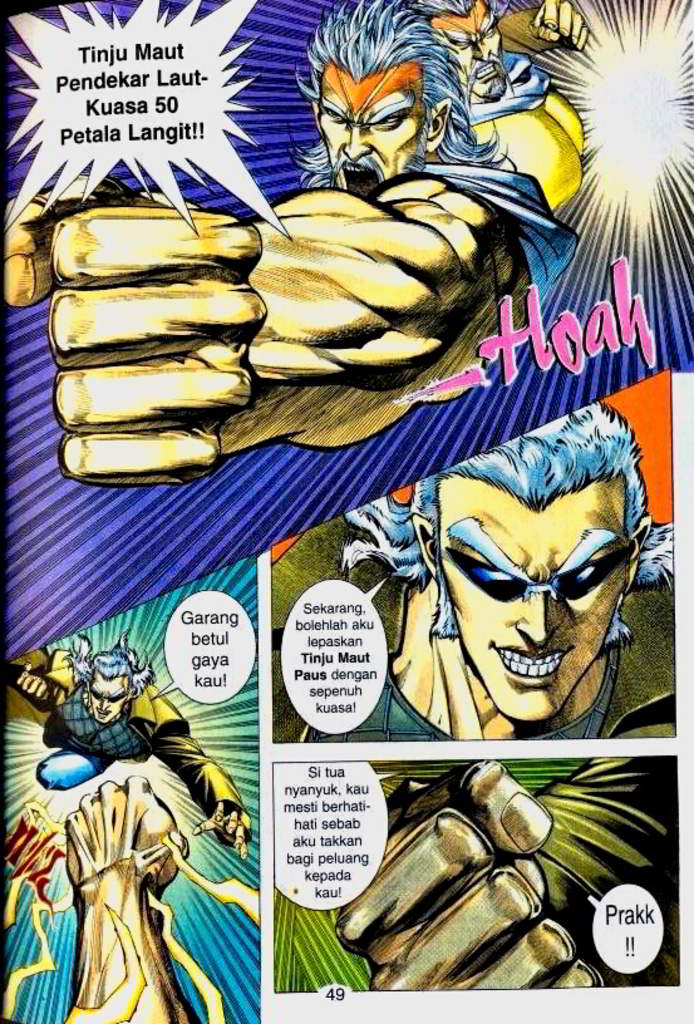 Tinju Maut
Pendekar Laut-
Kuasa 50
Petala Langit!!
Hoah
Garang
betul
gaya
kau!
Sekarang,
bolehlah aku
lepaskan
Tinju Maut
Paus dengan
sepenuh
kuasa!
Si tua
nyanyuk, kau
mesti berhati-
hati sebab
aku takkan
bagi peluang
kepada
kau!
Prakk
!!
49